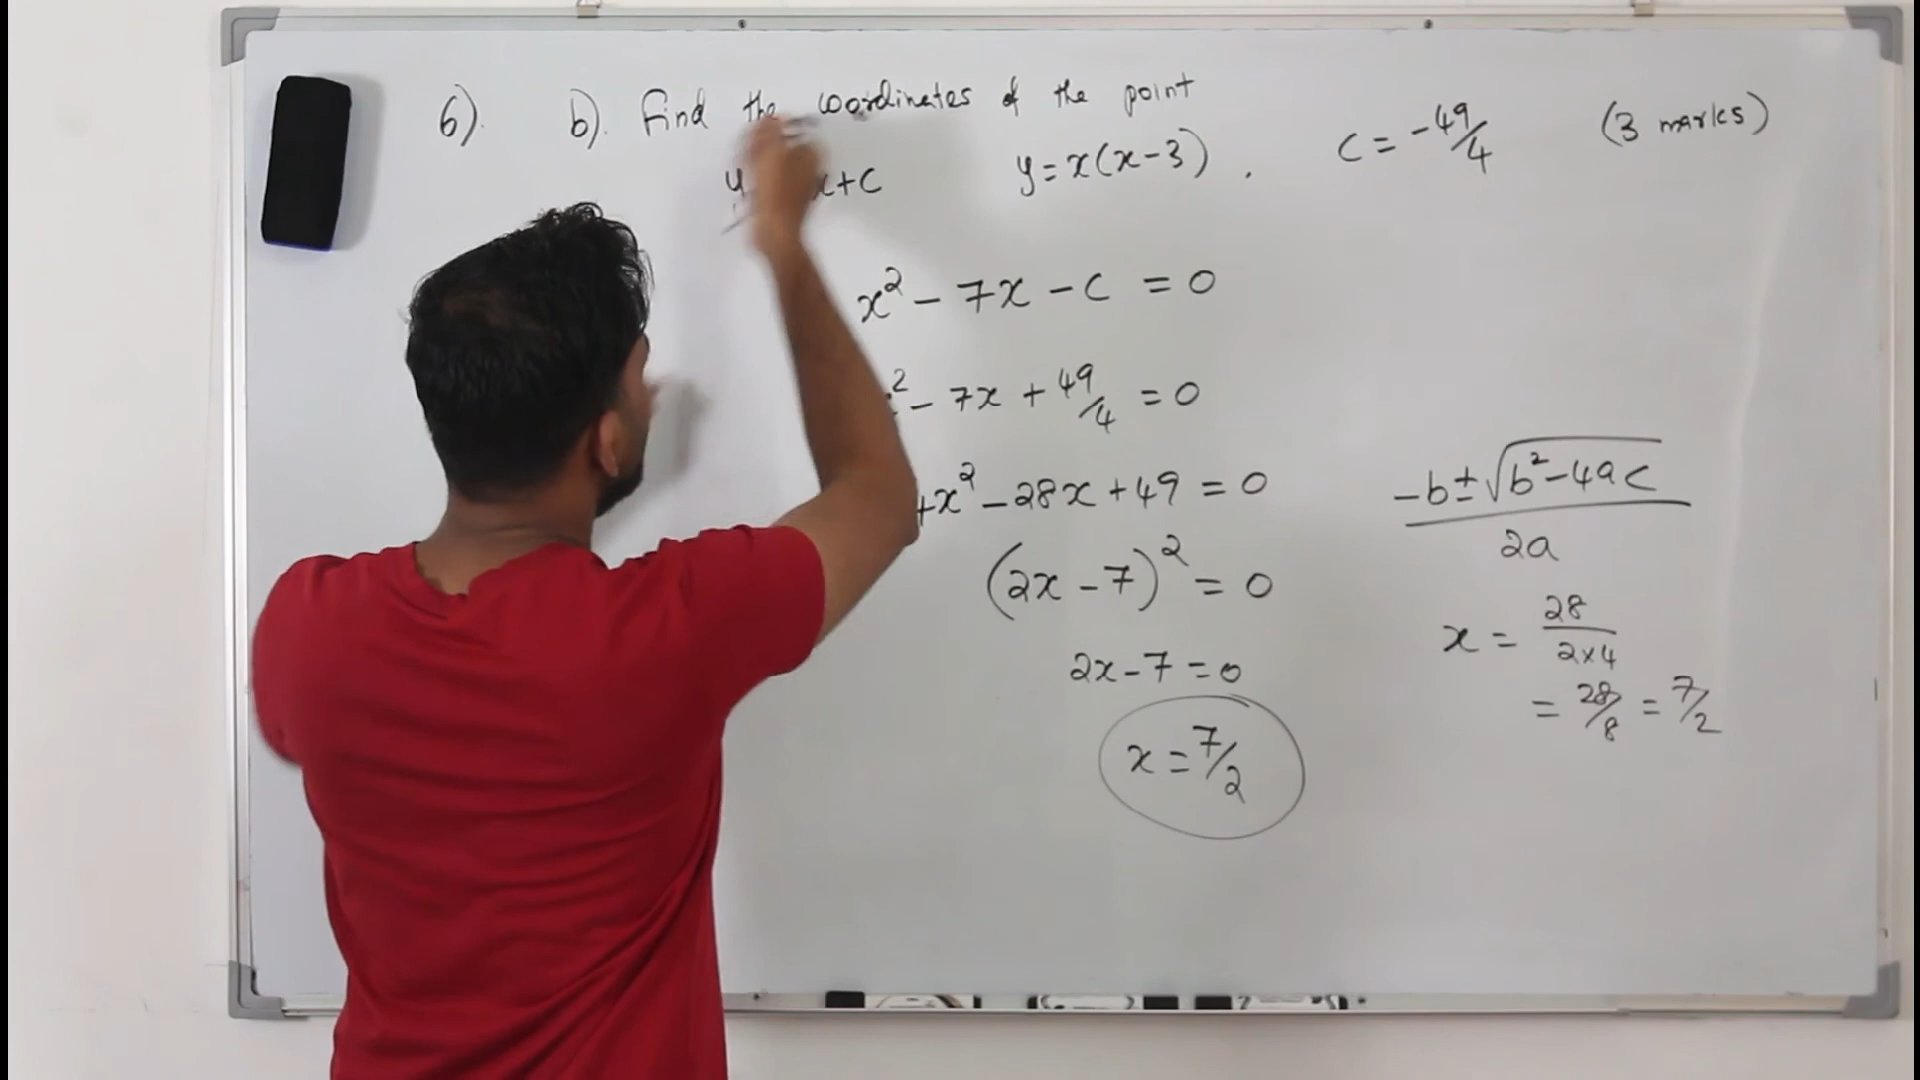 6). b). Find the coordinates of the point
y x+c y=x(x-3) . c = -49/4 (3 marks)
x² - 7x - c = 0
² - 7x + 49/4 = 0
4x² - 28x + 49 = 0
(2x - 7)² = 0
2x - 7 = 0
x = 7/2
-b ± √b² - 4ac
2a
x = 28
2×4
= 28/8 = 7/2